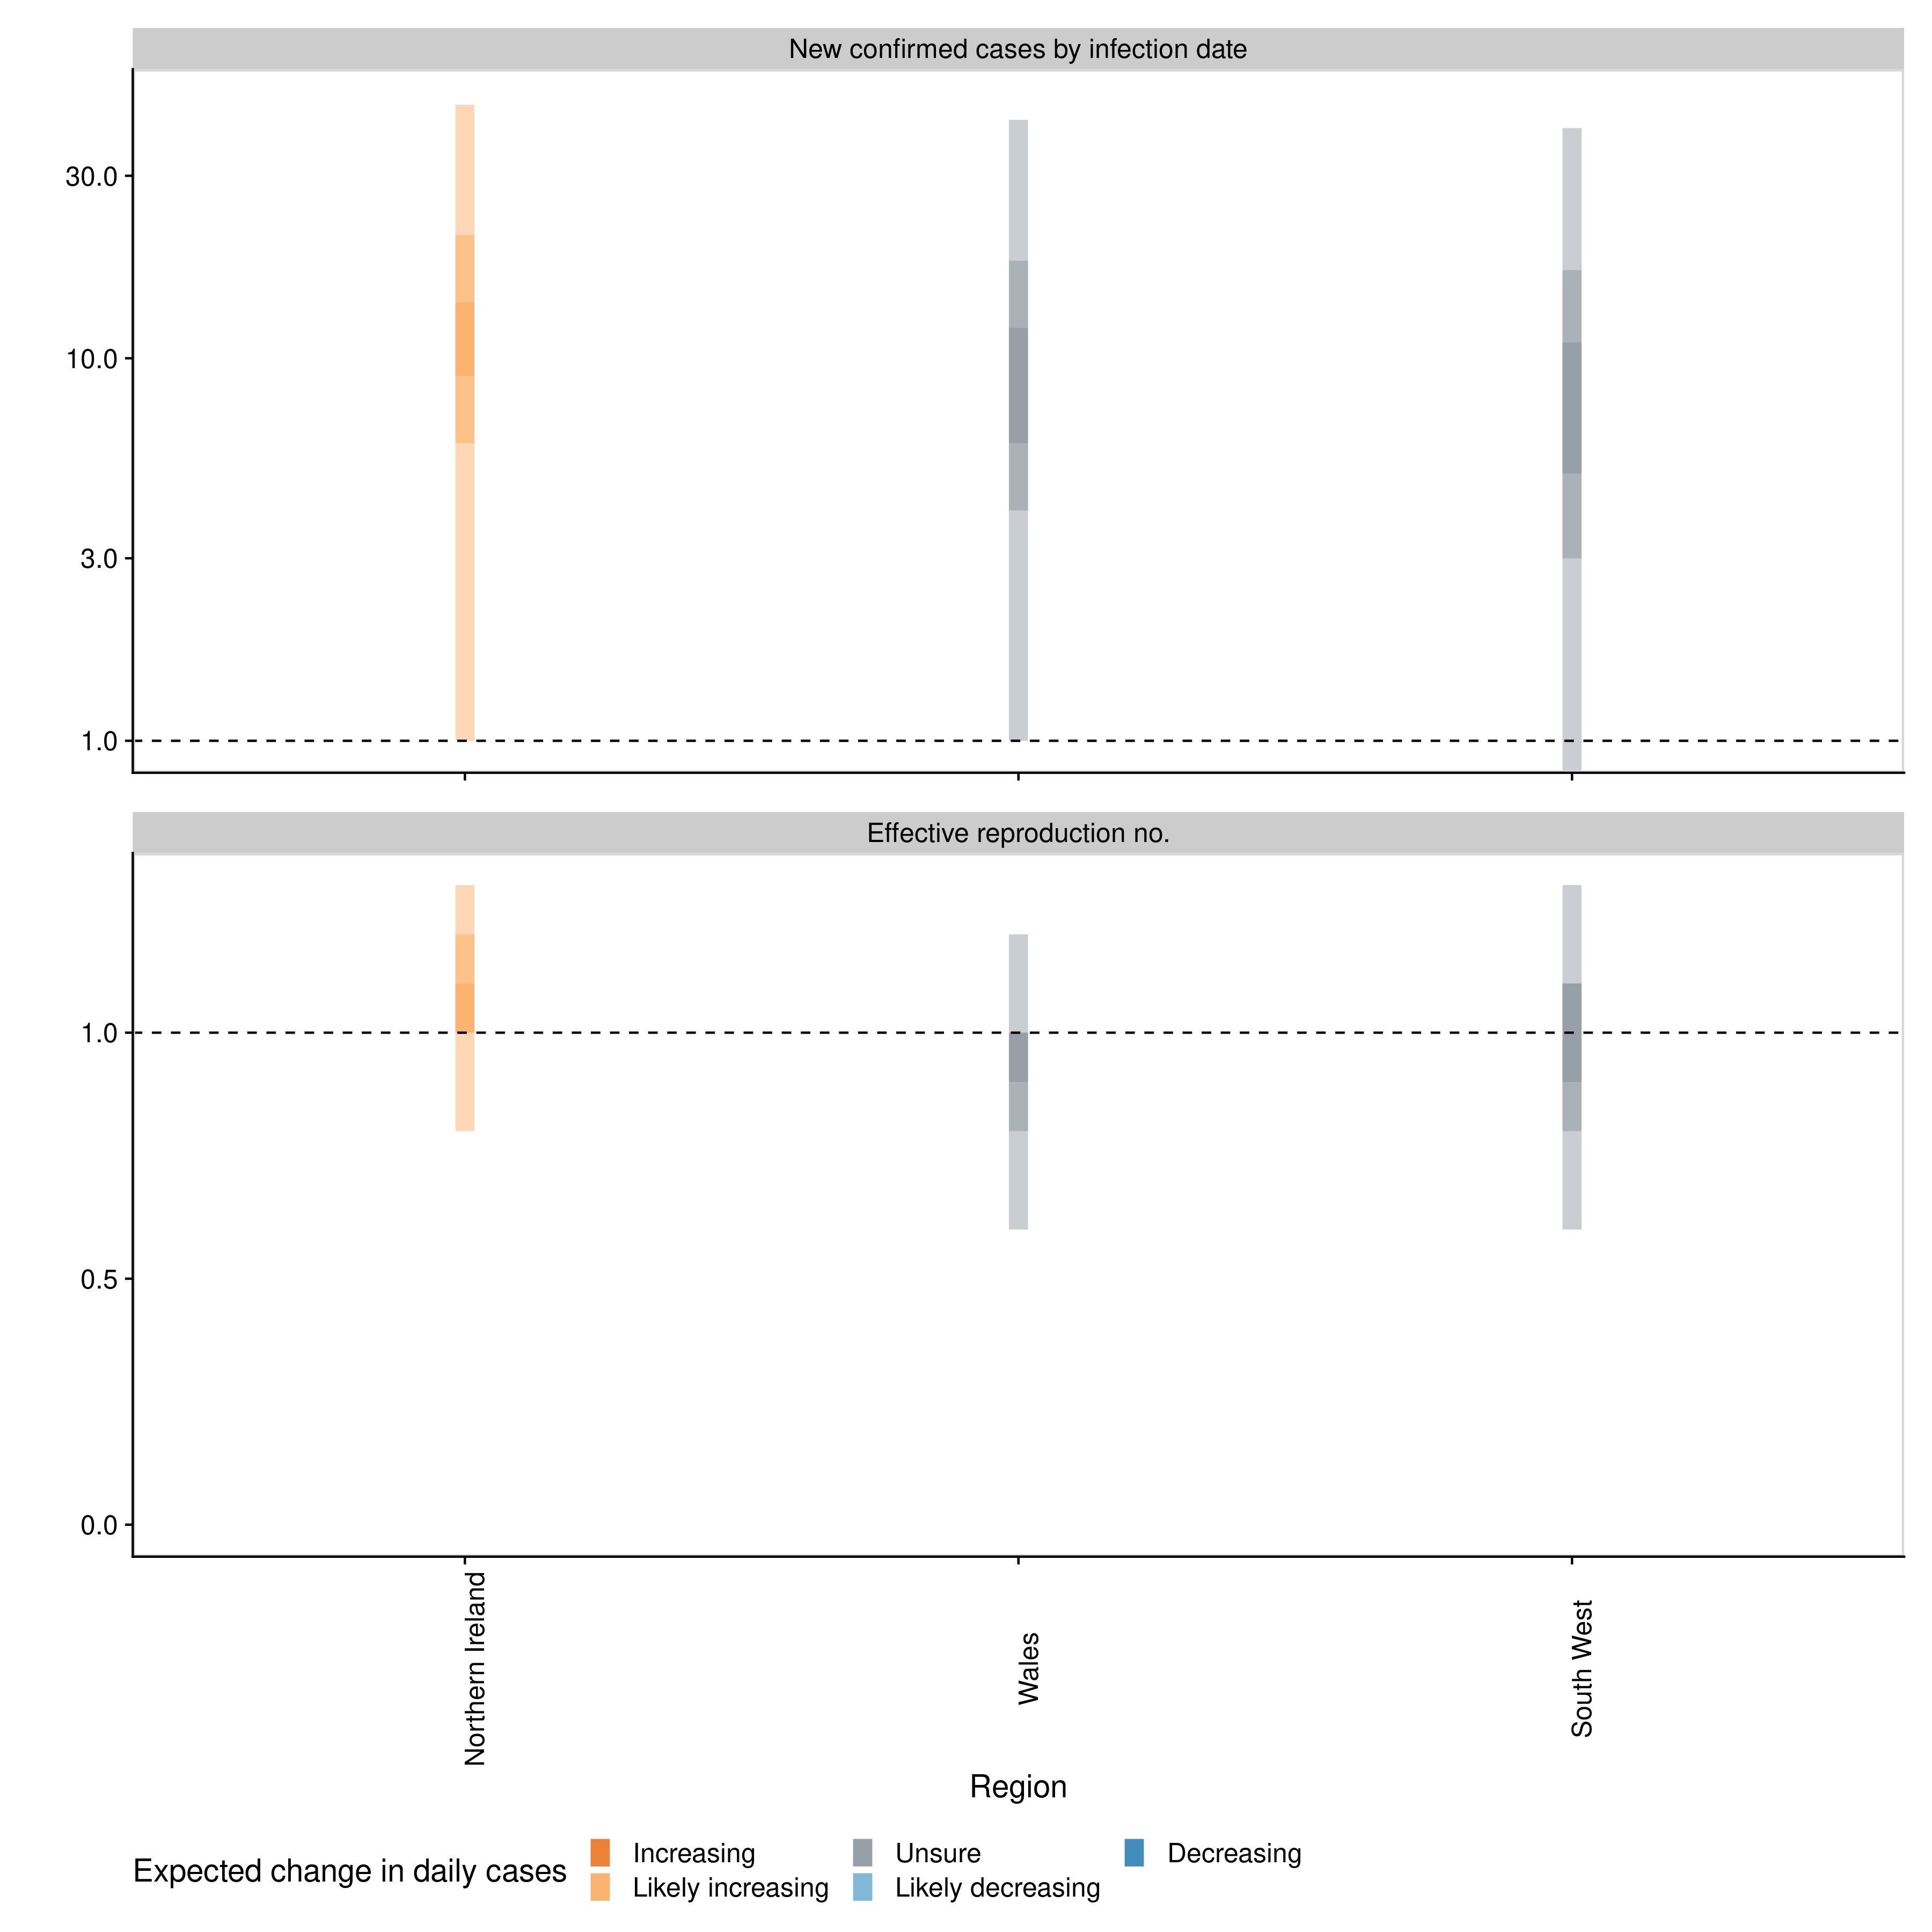 New confirmed cases by infection date
30.0
10.0
3.0
1.0
Effective reproduction no.
1.0
0.5
0.0
Northern Ireland
Wales
South West
Region
Expected change in daily cases
Increasing
Unsure
Decreasing
Likely increasing
Likely decreasing